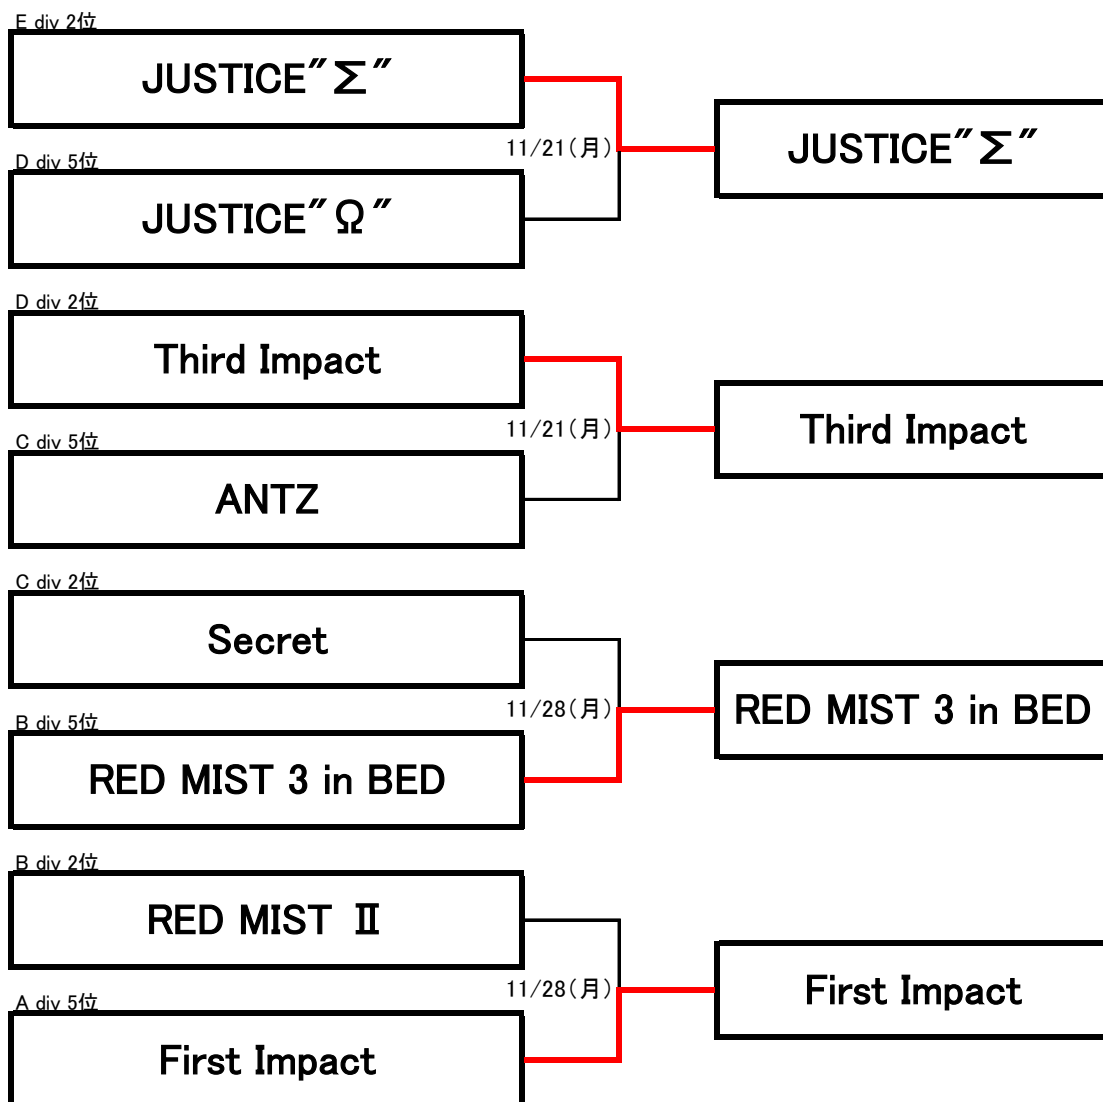 E div 2位
JUSTICE"Σ"
11/21(月)
JUSTICE"Σ"
D div 5位
JUSTICE"Ω"
D div 2位
Third Impact
11/21(月)
Third Impact
C div 5位
ANTZ
C div 2位
Secret
11/28(月)
RED MIST 3 in BED
B div 5位
RED MIST 3 in BED
B div 2位
RED MIST Ⅱ
11/28(月)
First Impact
A div 5位
First Impact